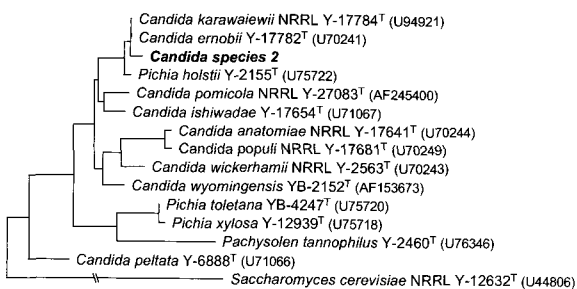 Candida karawaiewii NRRL Y-17784T (U94921)
Candida ernobii Y-17782T (U70241)
Candida species 2
Pichia holstii Y-2155T (U75722)
Candida pomicola NRRL Y-27083T (AF245400)
Candida ishiwadae Y-17654T (U71067)
Candida anatomiae NRRL Y-17641T (U70244)
Candida populi NRRL Y-17681T (U70249)
Candida wickerhamii NRRL Y-2563T (U70243)
Candida wyomingensis YB-2152T (AF153673)
Pichia toletana YB-4247T (U75720)
Pichia xylosa Y-12939T (U75718)
Pachysolen tannophilus Y-2460T (U76346)
Candida peltata Y-6888T (U71066)
Saccharomyces cerevisiae NRRL Y-12632T (U44806)